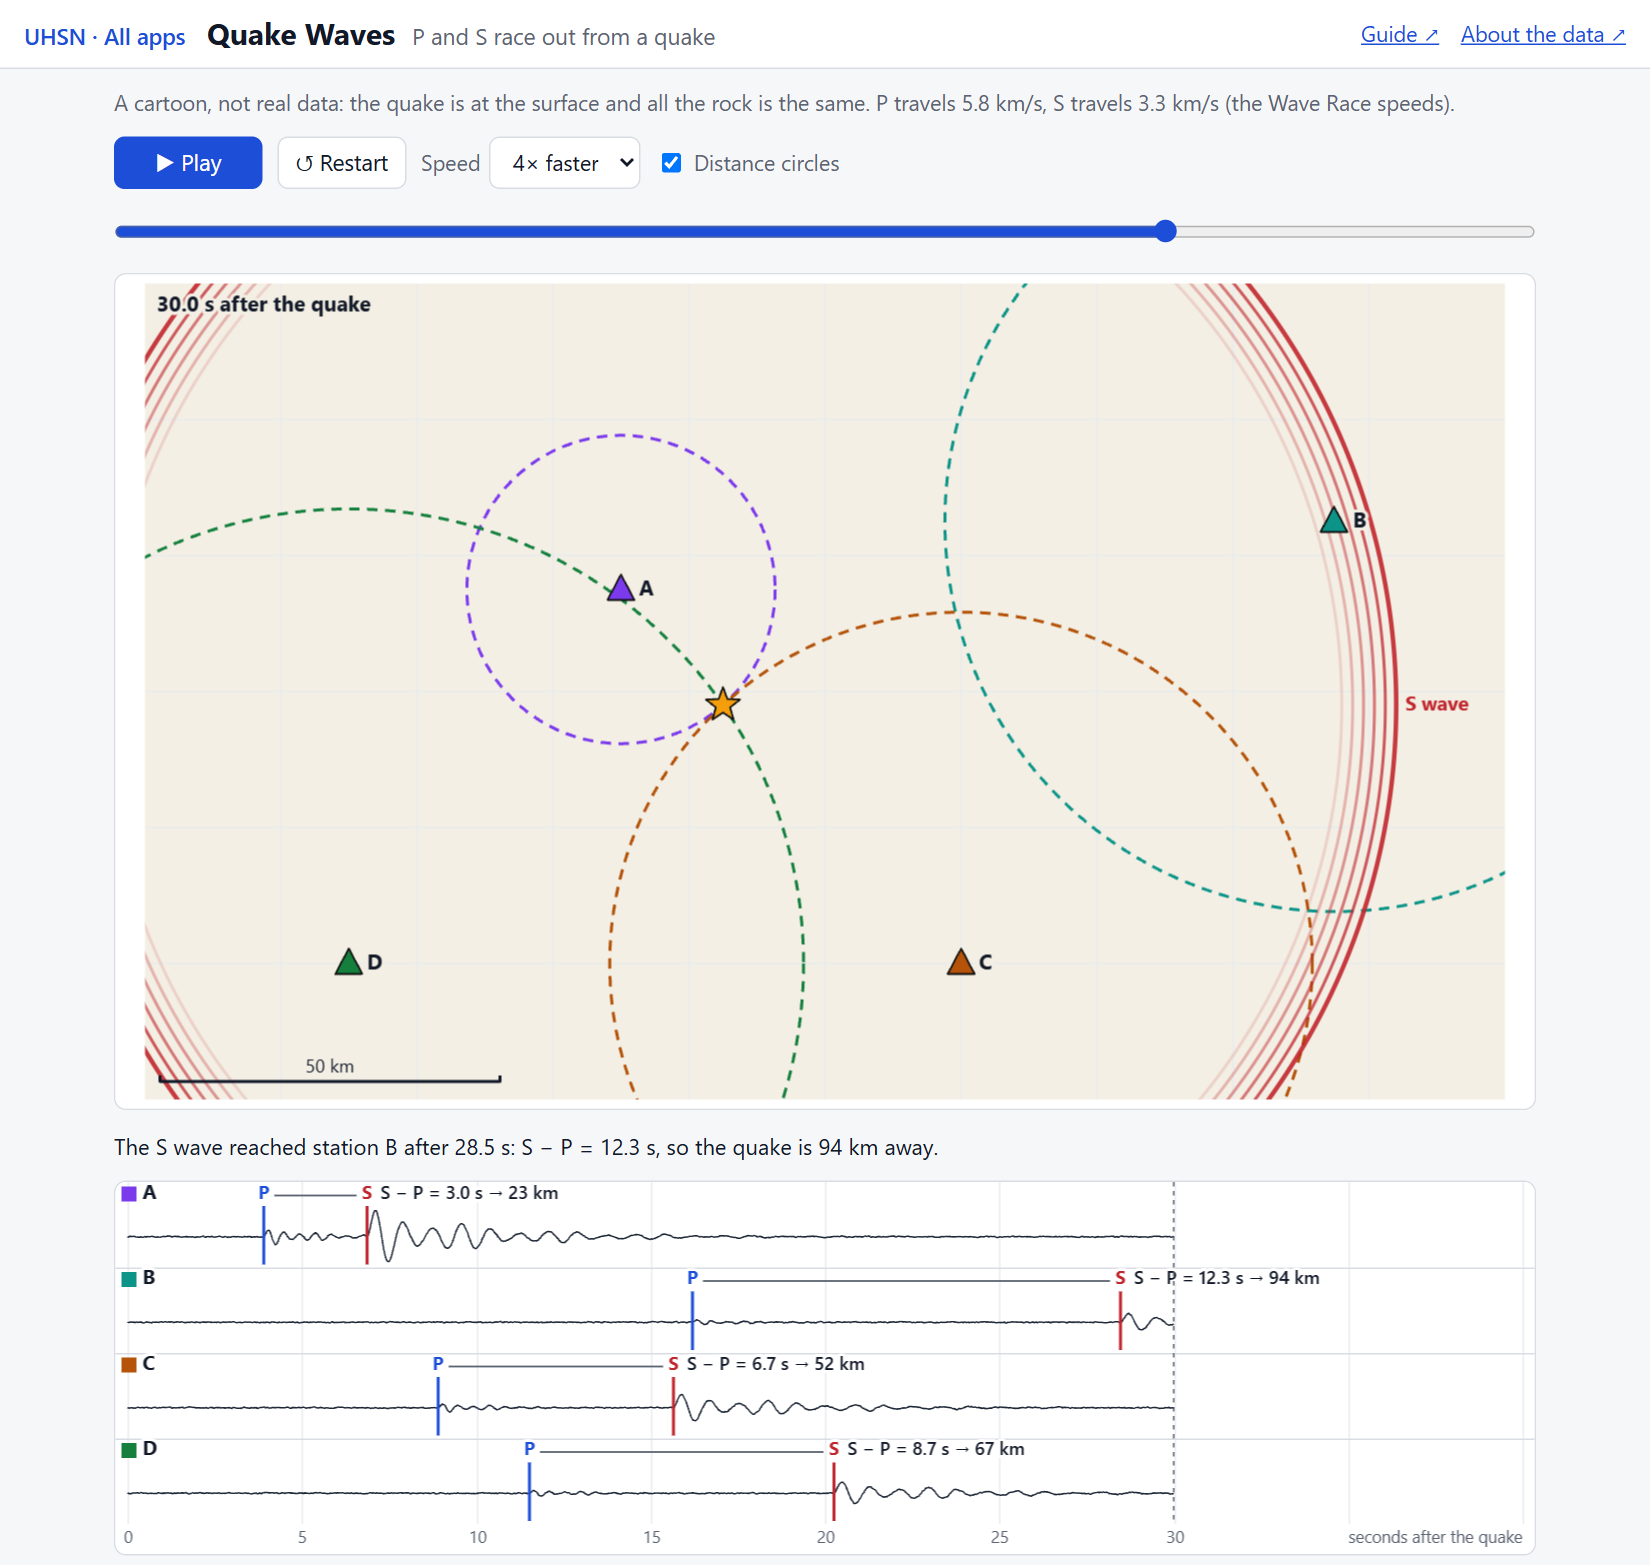 UHSN · All apps Quake Waves P and S race out from a quake Guide ↗ About the data ↗
A cartoon, not real data: the quake is at the surface and all the rock is the same. P travels 5.8 km/s, S travels 3.3 km/s (the Wave Race speeds).
▶ Play ↺ Restart Speed 4× faster Distance circles
30.0 s after the quake
B
A
S wave
D
C
50 km
The S wave reached station B after 28.5 s: S − P = 12.3 s, so the quake is 94 km away.
A P S S − P = 3.0 s → 23 km
B P S S − P = 12.3 s → 94 km
C P S S − P = 6.7 s → 52 km
D P S S − P = 8.7 s → 67 km
0 5 10 15 20 25 30 seconds after the quake